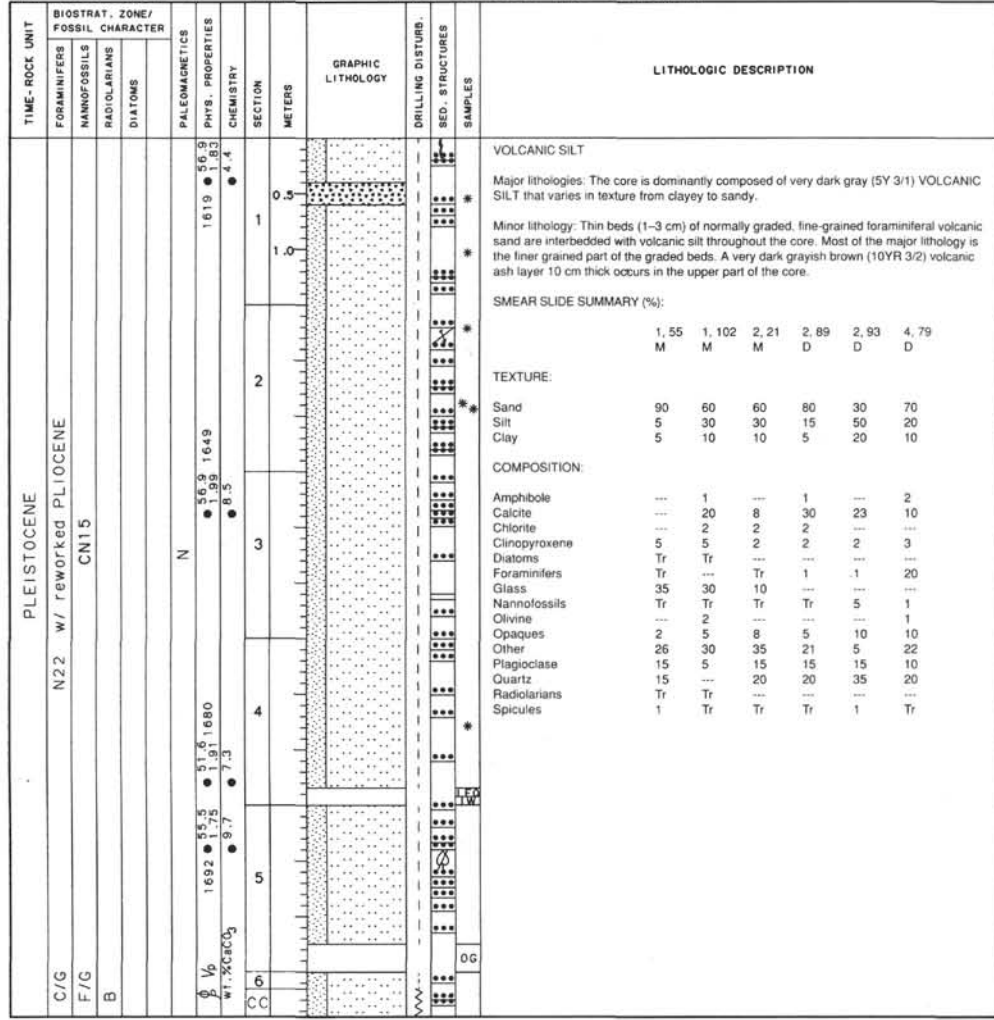 TIME-ROCK UNIT
BIOSTRAT. ZONE/
FOSSIL CHARACTER
FORAMINIFERS
NANNOFOSSILS
RADIOLARIANS
DIATOMS
PALEOMAGNETICS
PHYS. PROPERTIES
CHEMISTRY
SECTION
METERS
GRAPHIC
LITHOLOGY
DRILLING DISTURB.
SED. STRUCTURES
SAMPLES
LITHOLOGIC DESCRIPTION
PLEISTOCENE
N22 w/ reworked PLIOCENE
C/G
CN15
F/G
B
N
1619 ● 56.9 1.83
● 4.4
● 56.9 1.99 1649
● 8.5
● 51.6 1.91 1680
● 7.3
1692 ● 55.5 1.75
● 9.7
ϕ Vp
wt.%CaCO3
1
2
3
4
5
6
CC
0.5
1.0
*
*
*
* *
*
IW
OG
VOLCANIC SILT
Major lithologies: The core is dominantly composed of very dark gray (5Y 3/1) VOLCANIC
SILT that varies in texture from clayey to sandy.
Minor lithology: Thin beds (1–3 cm) of normally graded, fine-grained foraminiferal volcanic
sand are interbedded with volcanic silt throughout the core. Most of the major lithology is
the finer grained part of the graded beds. A very dark grayish brown (10YR 3/2) volcanic
ash layer 10 cm thick occurs in the upper part of the core.
SMEAR SLIDE SUMMARY (%):
1, 55 1, 102 2, 21 2, 89 2, 93 4, 79
M M M D D D
TEXTURE:
Sand 90 60 60 80 30 70
Silt 5 30 30 15 50 20
Clay 5 10 10 5 20 10
COMPOSITION:
Amphibole --- 1 --- 1 --- 2
Calcite --- 20 8 30 23 10
Chlorite --- 2 2 2 --- ---
Clinopyroxene 5 5 2 2 2 3
Diatoms Tr Tr --- --- --- ---
Foraminifers Tr --- Tr 1 .1 20
Glass 35 30 10 --- --- ---
Nannofossils Tr Tr Tr Tr 5 1
Olivine --- 2 --- --- --- 1
Opaques 2 5 8 5 10 10
Other 26 30 35 21 5 22
Plagioclase 15 5 15 15 15 10
Quartz 15 --- 20 20 35 20
Radiolarians Tr Tr --- --- --- ---
Spicules 1 Tr Tr Tr 1 Tr